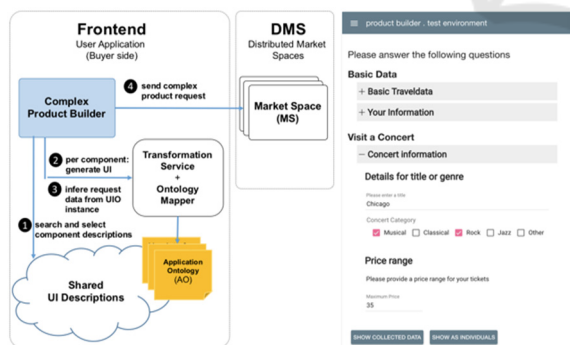 Frontend
User Application
(Buyer side)
DMS
Distributed Market
Spaces
4 send complex
product request
Complex
Product Builder
Market Space
(MS)
2 per component:
generate UI
3 infere request
data from UIO
instance
Transformation
Service
+
Ontology
Mapper
1 search and select
component descriptions
Shared
UI Descriptions
Application
Ontology
(AO)
≡ product builder . test environment
Please answer the following questions
Basic Data
+ Basic Traveldata
+ Your Information
Visit a Concert
− Concert information
Details for title or genre
Please enter a title
Chicago
Concert Category
Musical Classical Rock Jazz Other
Price range
Please provide a price range for your tickets
Maximum Price
35
SHOW COLLECTED DATA SHOW AS INDIVIDUALS